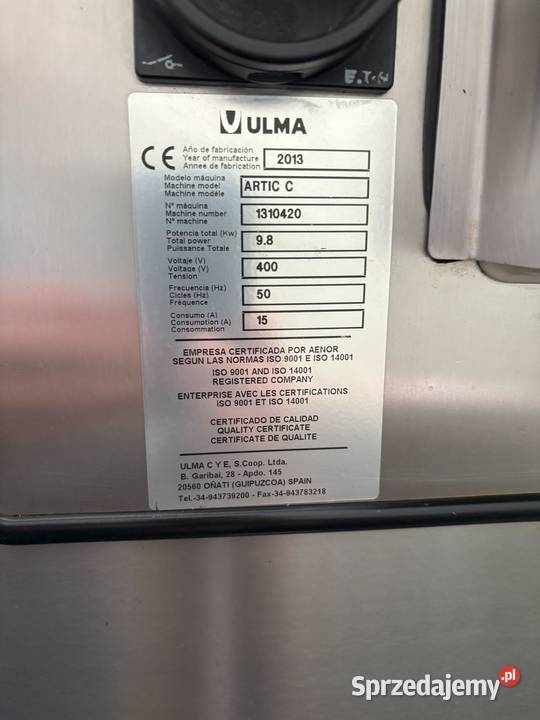 E.T.
ULMA
CE
Año de fabricación
Year of manufacture
Annee de fabrication
2013
Modelo máquina
Machine model
Machine modéle
ARTIC C
Nº máquina
Machine number
Nº machine
1310420
Potencia total (Kw)
Total power
Puissance Totale
9.8
Voltaje (V)
Voltage (V)
Tension
400
Frecuencia (Hz)
Cicles (Hz)
Fréquence
50
Consumo (A)
Consumption (A)
Consommation
15
EMPRESA CERTIFICADA POR AENOR
SEGUN LAS NORMAS ISO 9001 E ISO 14001
ISO 9001 AND ISO 14001
REGISTERED COMPANY
ENTERPRISE AVEC LES CERTIFICATIONS
ISO 9001 ET ISO 14001
CERTIFICADO DE CALIDAD
QUALITY CERTIFICATE
CERTIFICATE DE QUALITE
ULMA C Y E, S.Coop. Ltda.
B. Garibai, 28 - Apdo. 145
20560 OÑATI (GUIPUZCOA) SPAIN
Tel.-34-943739200 - Fax-34-943783218
Sprzedajemy.pl